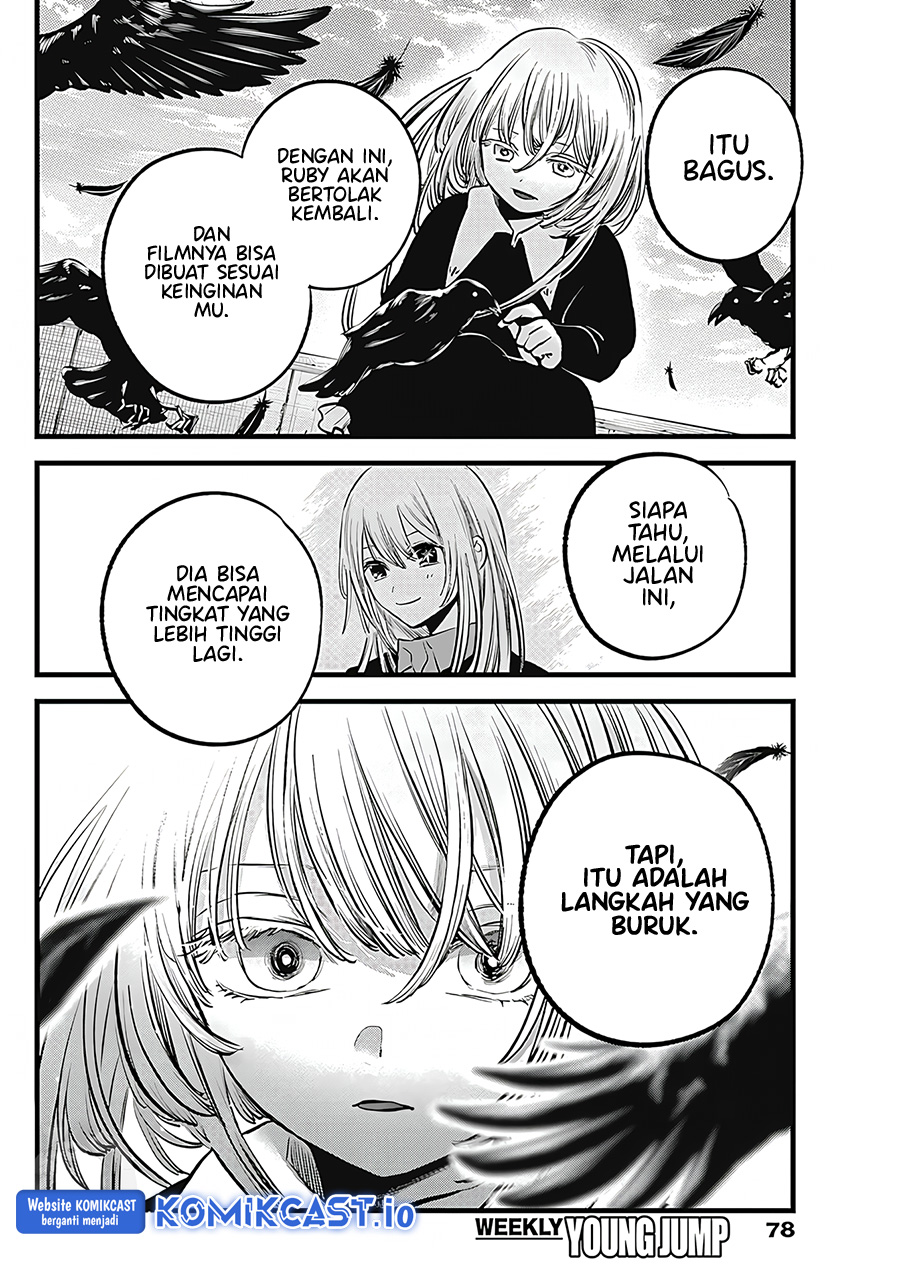 ITU
BAGUS.
DENGAN INI,
RUBY AKAN
BERTOLAK
KEMBALI.
DAN
FILMNYA BISA
DIBUAT SESUAI
KEINGINAN
MU.
SIAPA
TAHU,
MELALUI
JALAN
INI,
DIA BISA
MENCAPAI
TINGKAT YANG
LEBIH TINGGI
LAGI.
TAPI,
ITU ADALAH
LANGKAH YANG
BURUK.
Website KOMIKCAST
berganti menjadi
KOMIKCAST.io
WEEKLY YOUNG JUMP 78